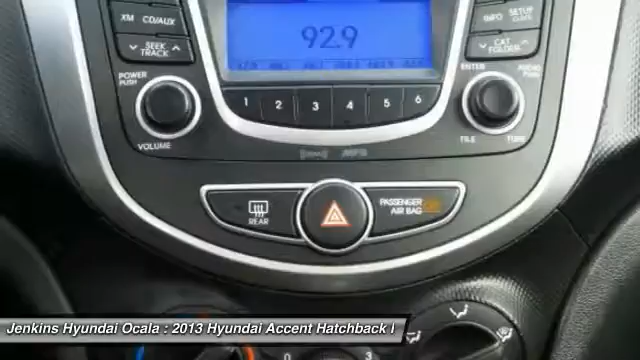 92.9
XM CD/AUX
INFO SETUP
SEEK
TRACK
CAT
FOLDER
POWER
PUSH
ENTER
1 2 3 4 5 6
VOLUME
FILE TUNE
REAR
PASSENGER
AIR BAG
Jenkins Hyundai Ocala : 2013 Hyundai Accent Hatchback I
0